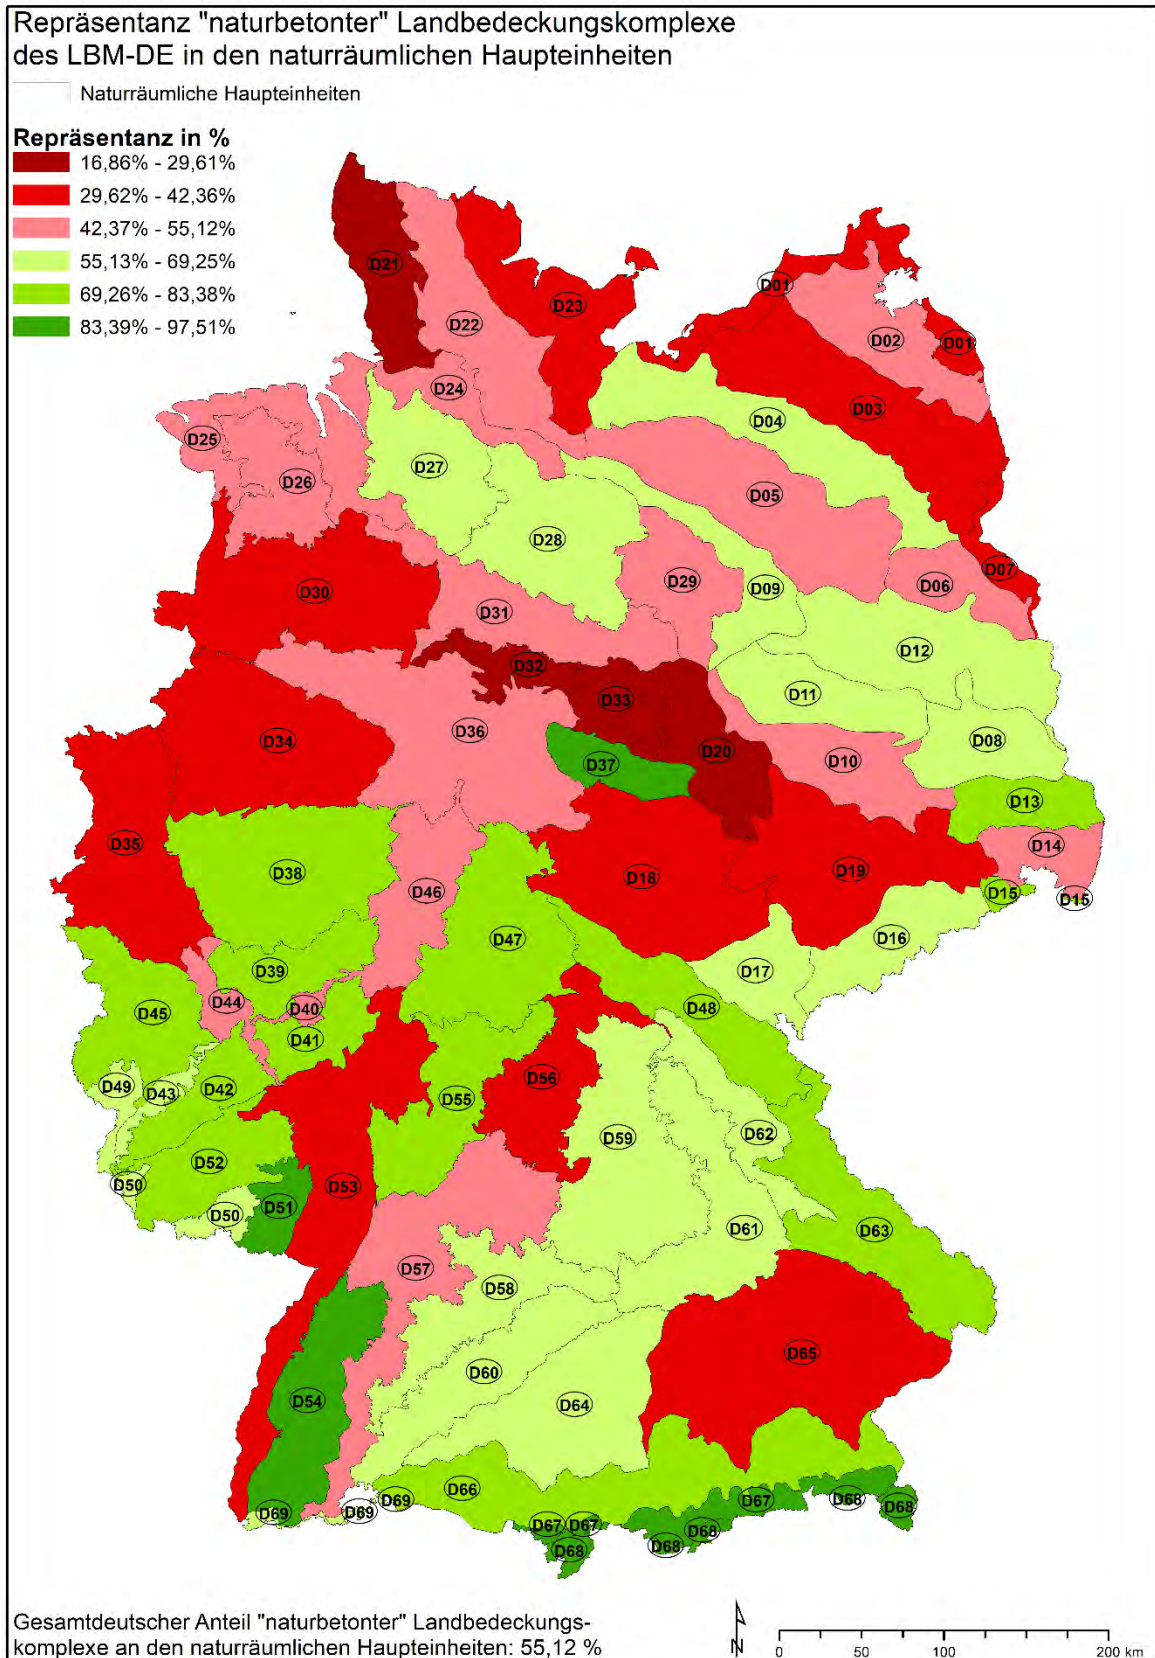 Repräsentanz "naturbetonter" Landbedeckungskomplexe
des LBM-DE in den naturräumlichen Haupteinheiten
Naturräumliche Haupteinheiten
Repräsentanz in %
16,86% - 29,61%
29,62% - 42,36%
42,37% - 55,12%
55,13% - 69,25%
69,26% - 83,38%
83,39% - 97,51%
D21
D01
D23
D22
D02
D01
D24
D03
D04
D25
D27
D26
D05
D28
D07
D29
D09
D06
D30
D31
D12
D32
D11
D33
D36
D34
D08
D20
D10
D37
D13
D35
D14
D38
D18
D19
D46
D15
D15
D47
D16
D39
D17
D44
D40
D48
D45
D41
D56
D49
D43
D42
D55
D62
D59
D52
D50
D53
D51
D50
D61
D63
D57
D58
D65
D60
D54
D64
D66
D69
D67
D68
D68
D69
D69
D67
D67
D68
D68
D68
Gesamtdeutscher Anteil "naturbetonter" Landbedeckungs-
komplexe an den naturräumlichen Haupteinheiten: 55,12 %
N
0 50 100 200 km